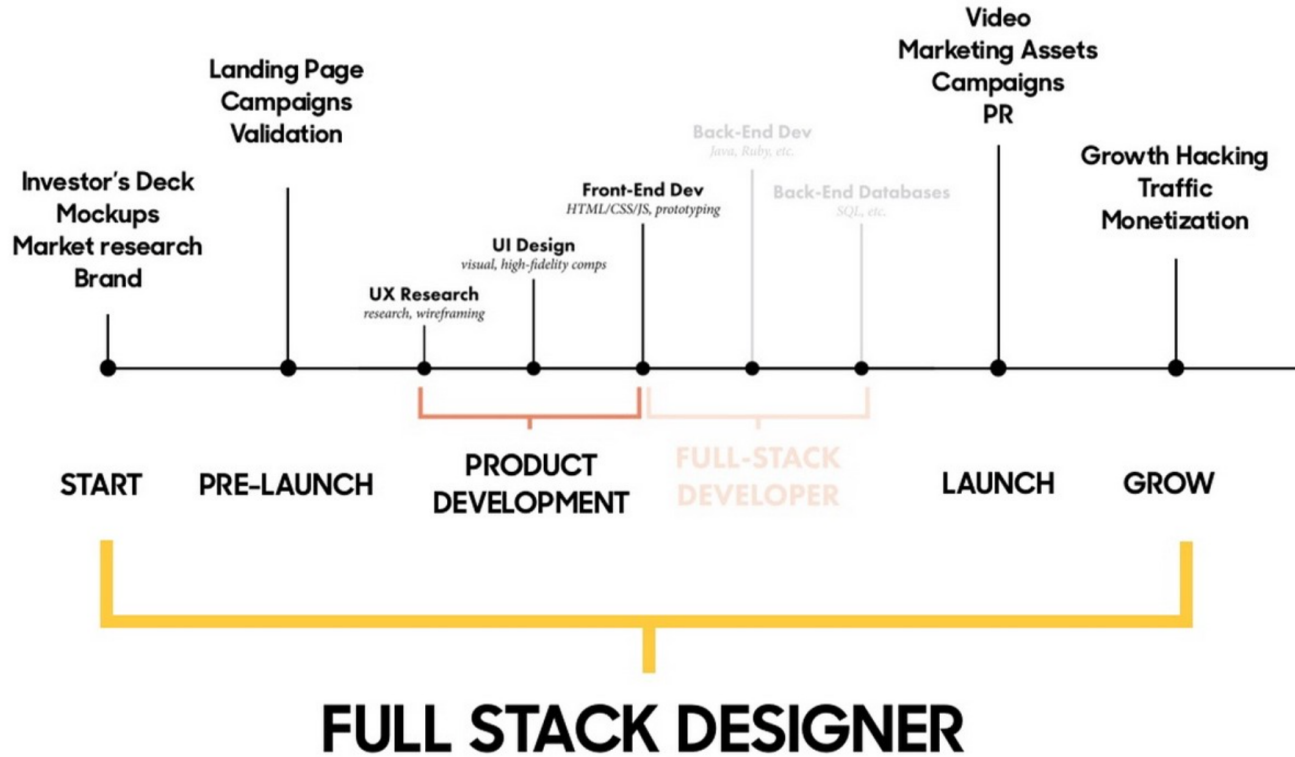 Investor's Deck
Mockups
Market research
Brand
Landing Page
Campaigns
Validation
UX Research
research, wireframing
UI Design
visual, high-fidelity comps
Front-End Dev
HTML/CSS/JS, prototyping
Back-End Dev
Java, Ruby, etc.
Back-End Databases
SQL, etc.
Video
Marketing Assets
Campaigns
PR
Growth Hacking
Traffic
Monetization
START
PRE-LAUNCH
PRODUCT
DEVELOPMENT
FULL-STACK
DEVELOPER
LAUNCH
GROW
FULL STACK DESIGNER